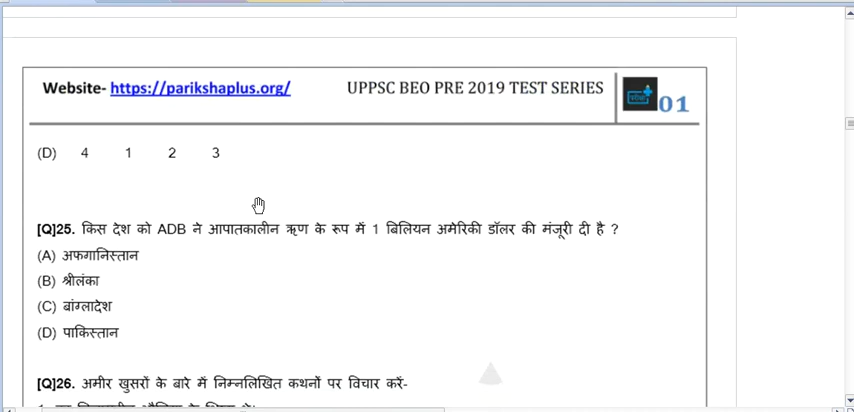 Website- https://parikshaplus.org/ UPPSC BEO PRE 2019 TEST SERIES 01
(D) 4 1 2 3
[Q]25. किस देश को ADB ने आपातकालीन ऋण के रूप में 1 बिलियन अमेरिकी डॉलर की मंजूरी दी है ?
(A) अफगानिस्तान
(B) श्रीलंका
(C) बांग्लादेश
(D) पाकिस्तान
[Q]26. अमीर खुसरों के बारे में निम्नलिखित कथनों पर विचार करें-